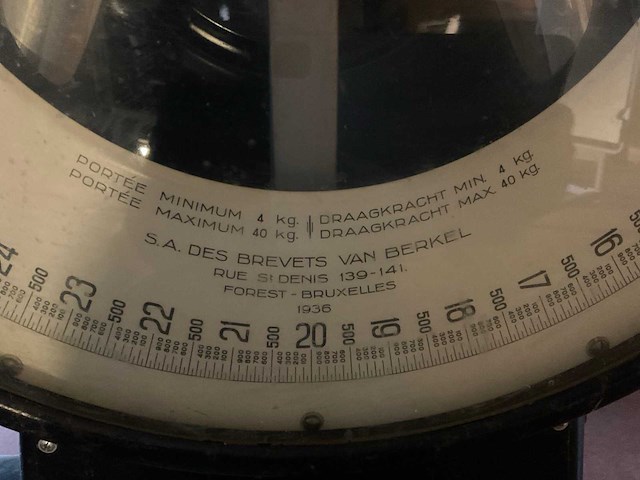 PORTÉE MINIMUM 4 kg. DRAAGKRACHT MIN. 4 kg.
PORTÉE MAXIMUM 40 kg. DRAAGKRACHT MAX. 40 kg.
S.A. DES BREVETS VAN BERKEL
RUE St DENIS 139-141.
FOREST - BRUXELLES
1936
24 500 23 500 22 500 21 500 20 500 19 500 18 500 17 500 16